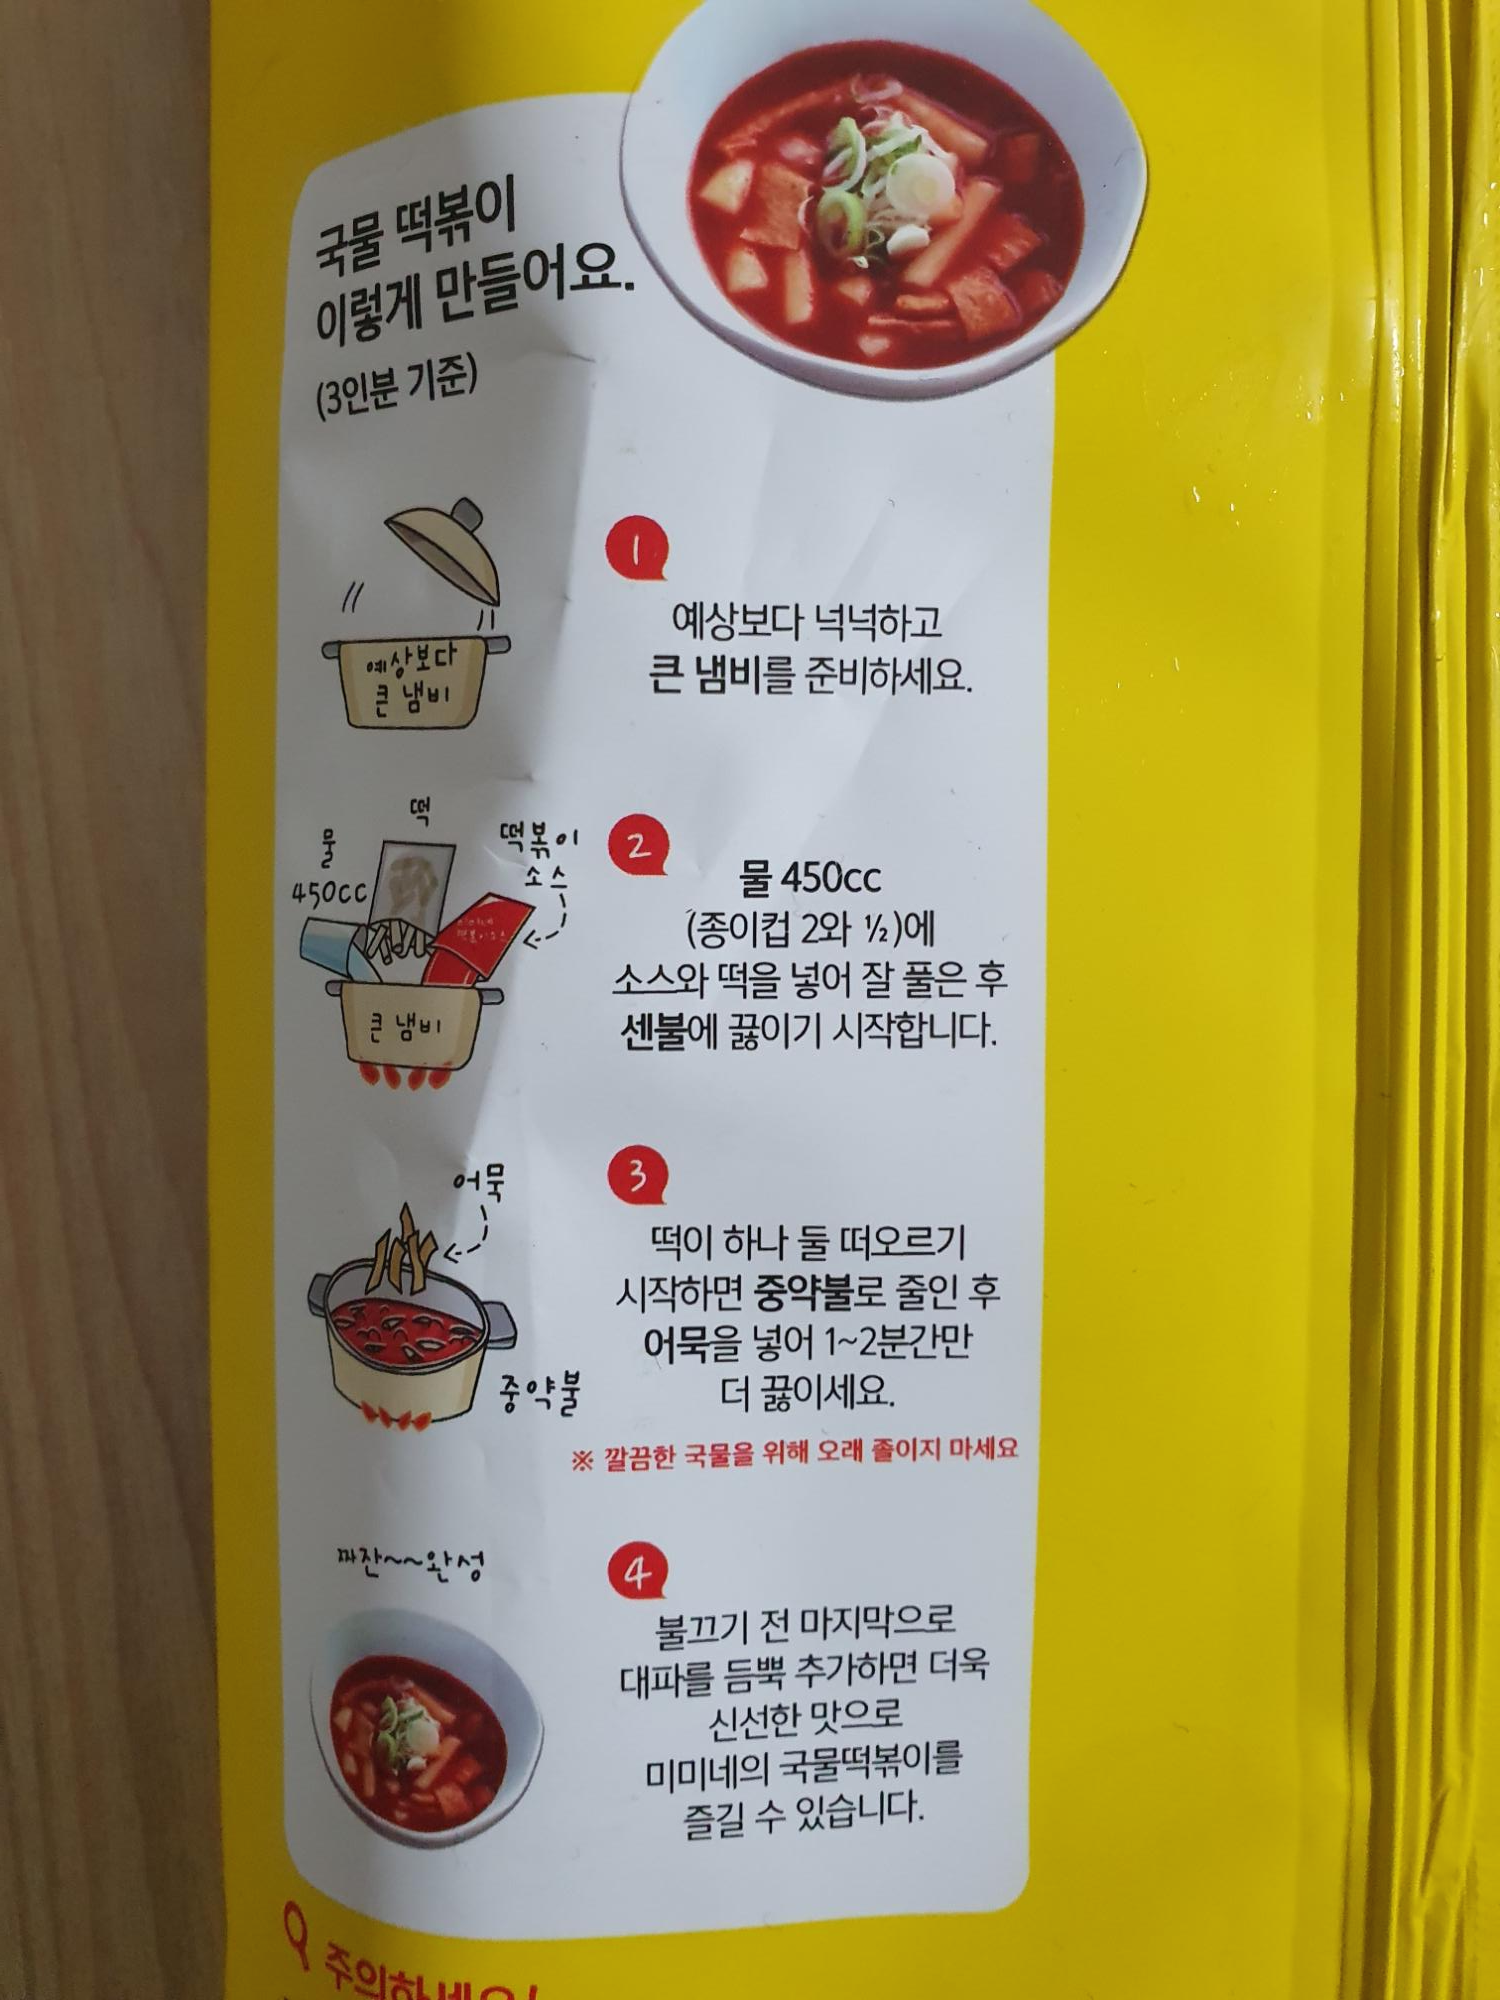 국물 떡볶이
이렇게 만들어요.
(3인분 기준)
예상보다
큰 냄비
1
예상보다 넉넉하고
큰 냄비를 준비하세요.
떡
물
450cc
떡볶이
소스
큰 냄비
2
물 450cc
(종이컵 2와 ½)에
소스와 떡을 넣어 잘 풀은 후
센불에 끓이기 시작합니다.
어묵
중약불
3
떡이 하나 둘 떠오르기
시작하면 중약불로 줄인 후
어묵을 넣어 1~2분간만
더 끓이세요.
※ 깔끔한 국물을 위해 오래 졸이지 마세요
짜잔~~완성
4
불끄기 전 마지막으로
대파를 듬뿍 추가하면 더욱
신선한 맛으로
미미네의 국물떡볶이를
즐길 수 있습니다.
주의하세요!